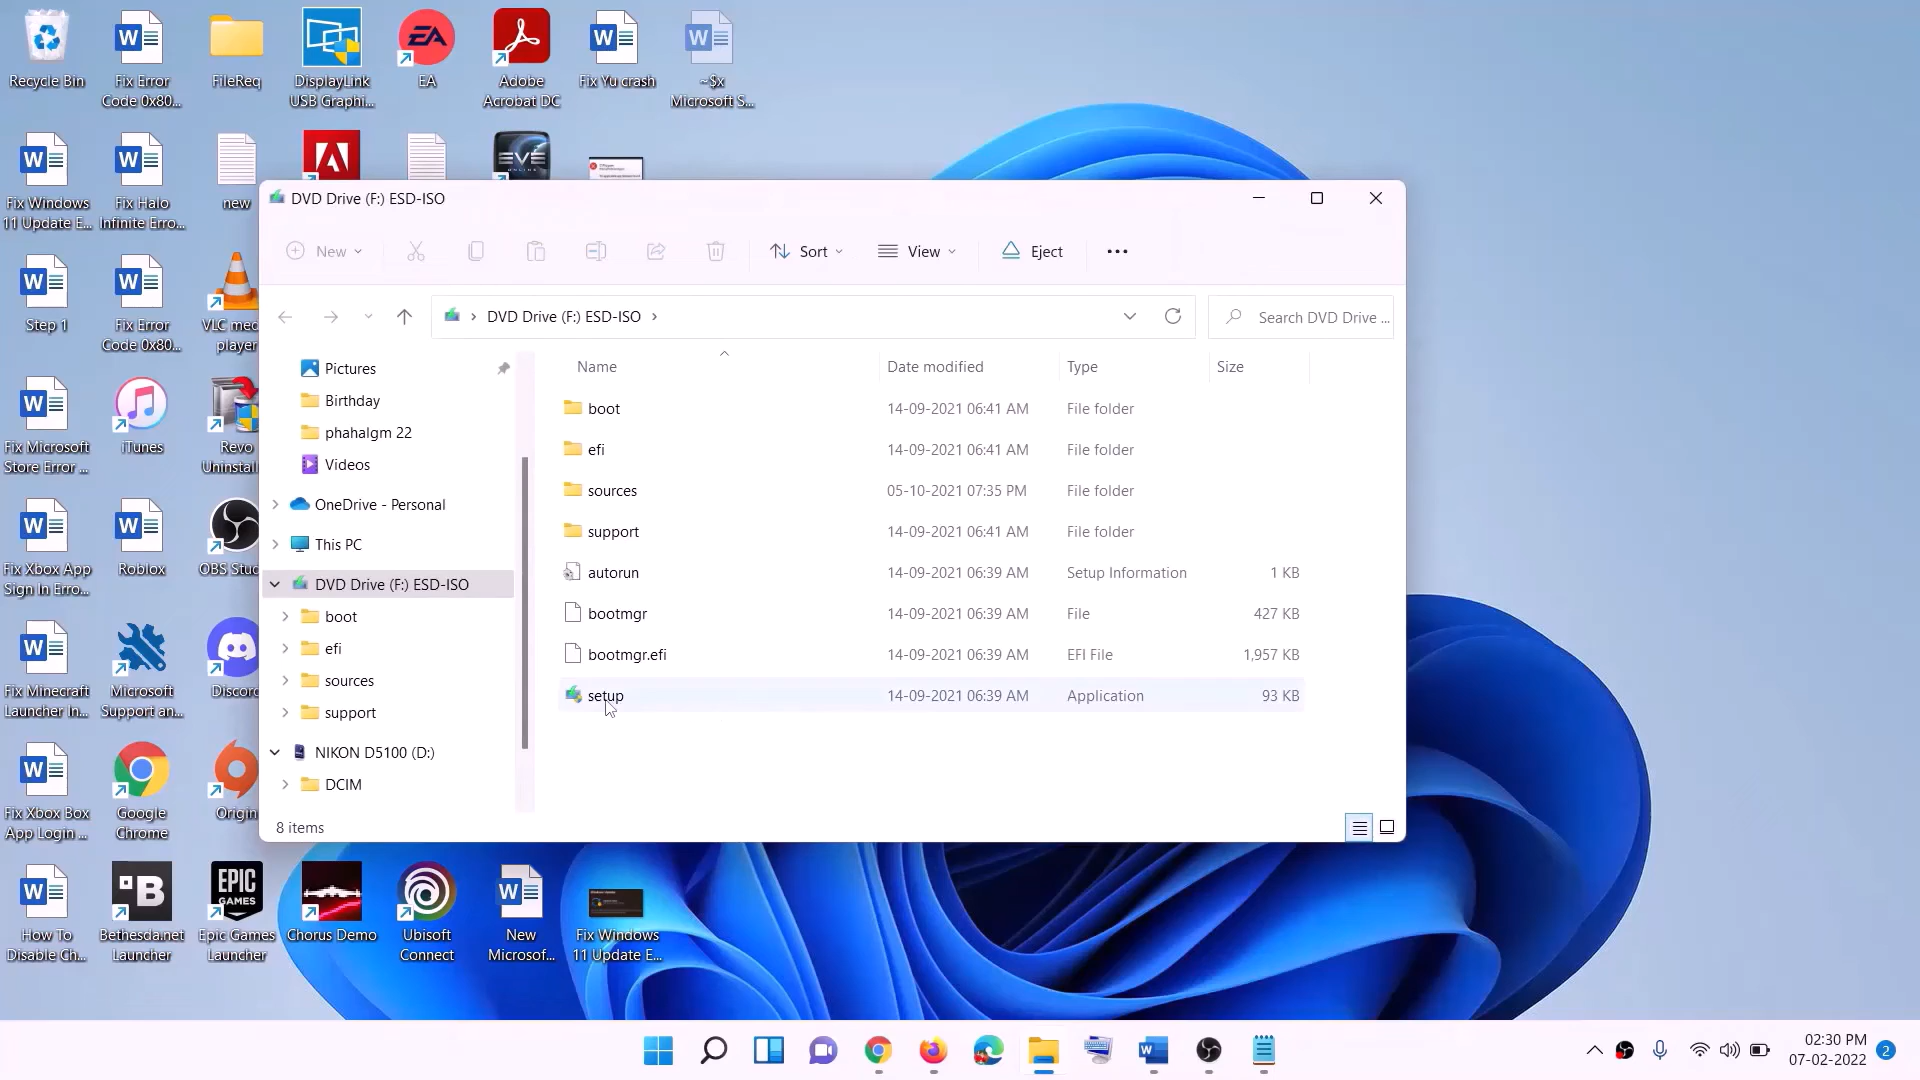 Recycle Bin
Fix Error
Code 0x80...
FileReq
DisplayLink
USB Graphi...
EA
Adobe
Acrobat DC
Fix Yu crash
~$x
Microsoft S...
Fix Windows
11 Update E...
Fix Halo
Infinite Erro...
new
EVE
ONLINE
Step 1
Fix Error
Code 0x80...
VLC med
player
Fix Microsoft
Store Error ...
iTunes
Revo
Uninstal
Fix Xbox App
Sign In Erro...
Roblox
OBS Stud
Fix Minecraft
Launcher In...
Microsoft
Support an...
Discord
Fix Xbox Box
App Login ...
Google
Chrome
Origin
How To
Disable Ch...
Bethesda.net
Launcher
EPIC
GAMES
Epic Games
Launcher
Chorus Demo
Ubisoft
Connect
New
Microsof...
Fix Windows
11 Update E...
DVD Drive (F:) ESD-ISO
New
Sort
View
Eject
DVD Drive (F:) ESD-ISO
Search DVD Drive ...
Pictures
Birthday
phahalgm 22
Videos
OneDrive - Personal
This PC
DVD Drive (F:) ESD-ISO
boot
efi
sources
support
NIKON D5100 (D:)
DCIM
Name Date modified Type Size
boot 14-09-2021 06:41 AM File folder
efi 14-09-2021 06:41 AM File folder
sources 05-10-2021 07:35 PM File folder
support 14-09-2021 06:41 AM File folder
autorun 14-09-2021 06:39 AM Setup Information 1 KB
bootmgr 14-09-2021 06:39 AM File 427 KB
bootmgr.efi 14-09-2021 06:39 AM EFI File 1,957 KB
setup 14-09-2021 06:39 AM Application 93 KB
8 items
02:30 PM
07-02-2022
2